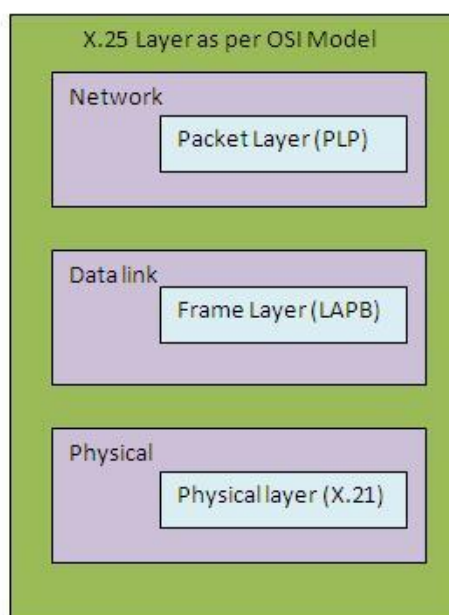 X.25 Layer as per OSI Model
Network
Packet Layer (PLP)
Data link
Frame Layer (LAPB)
Physical
Physical layer (X.21)